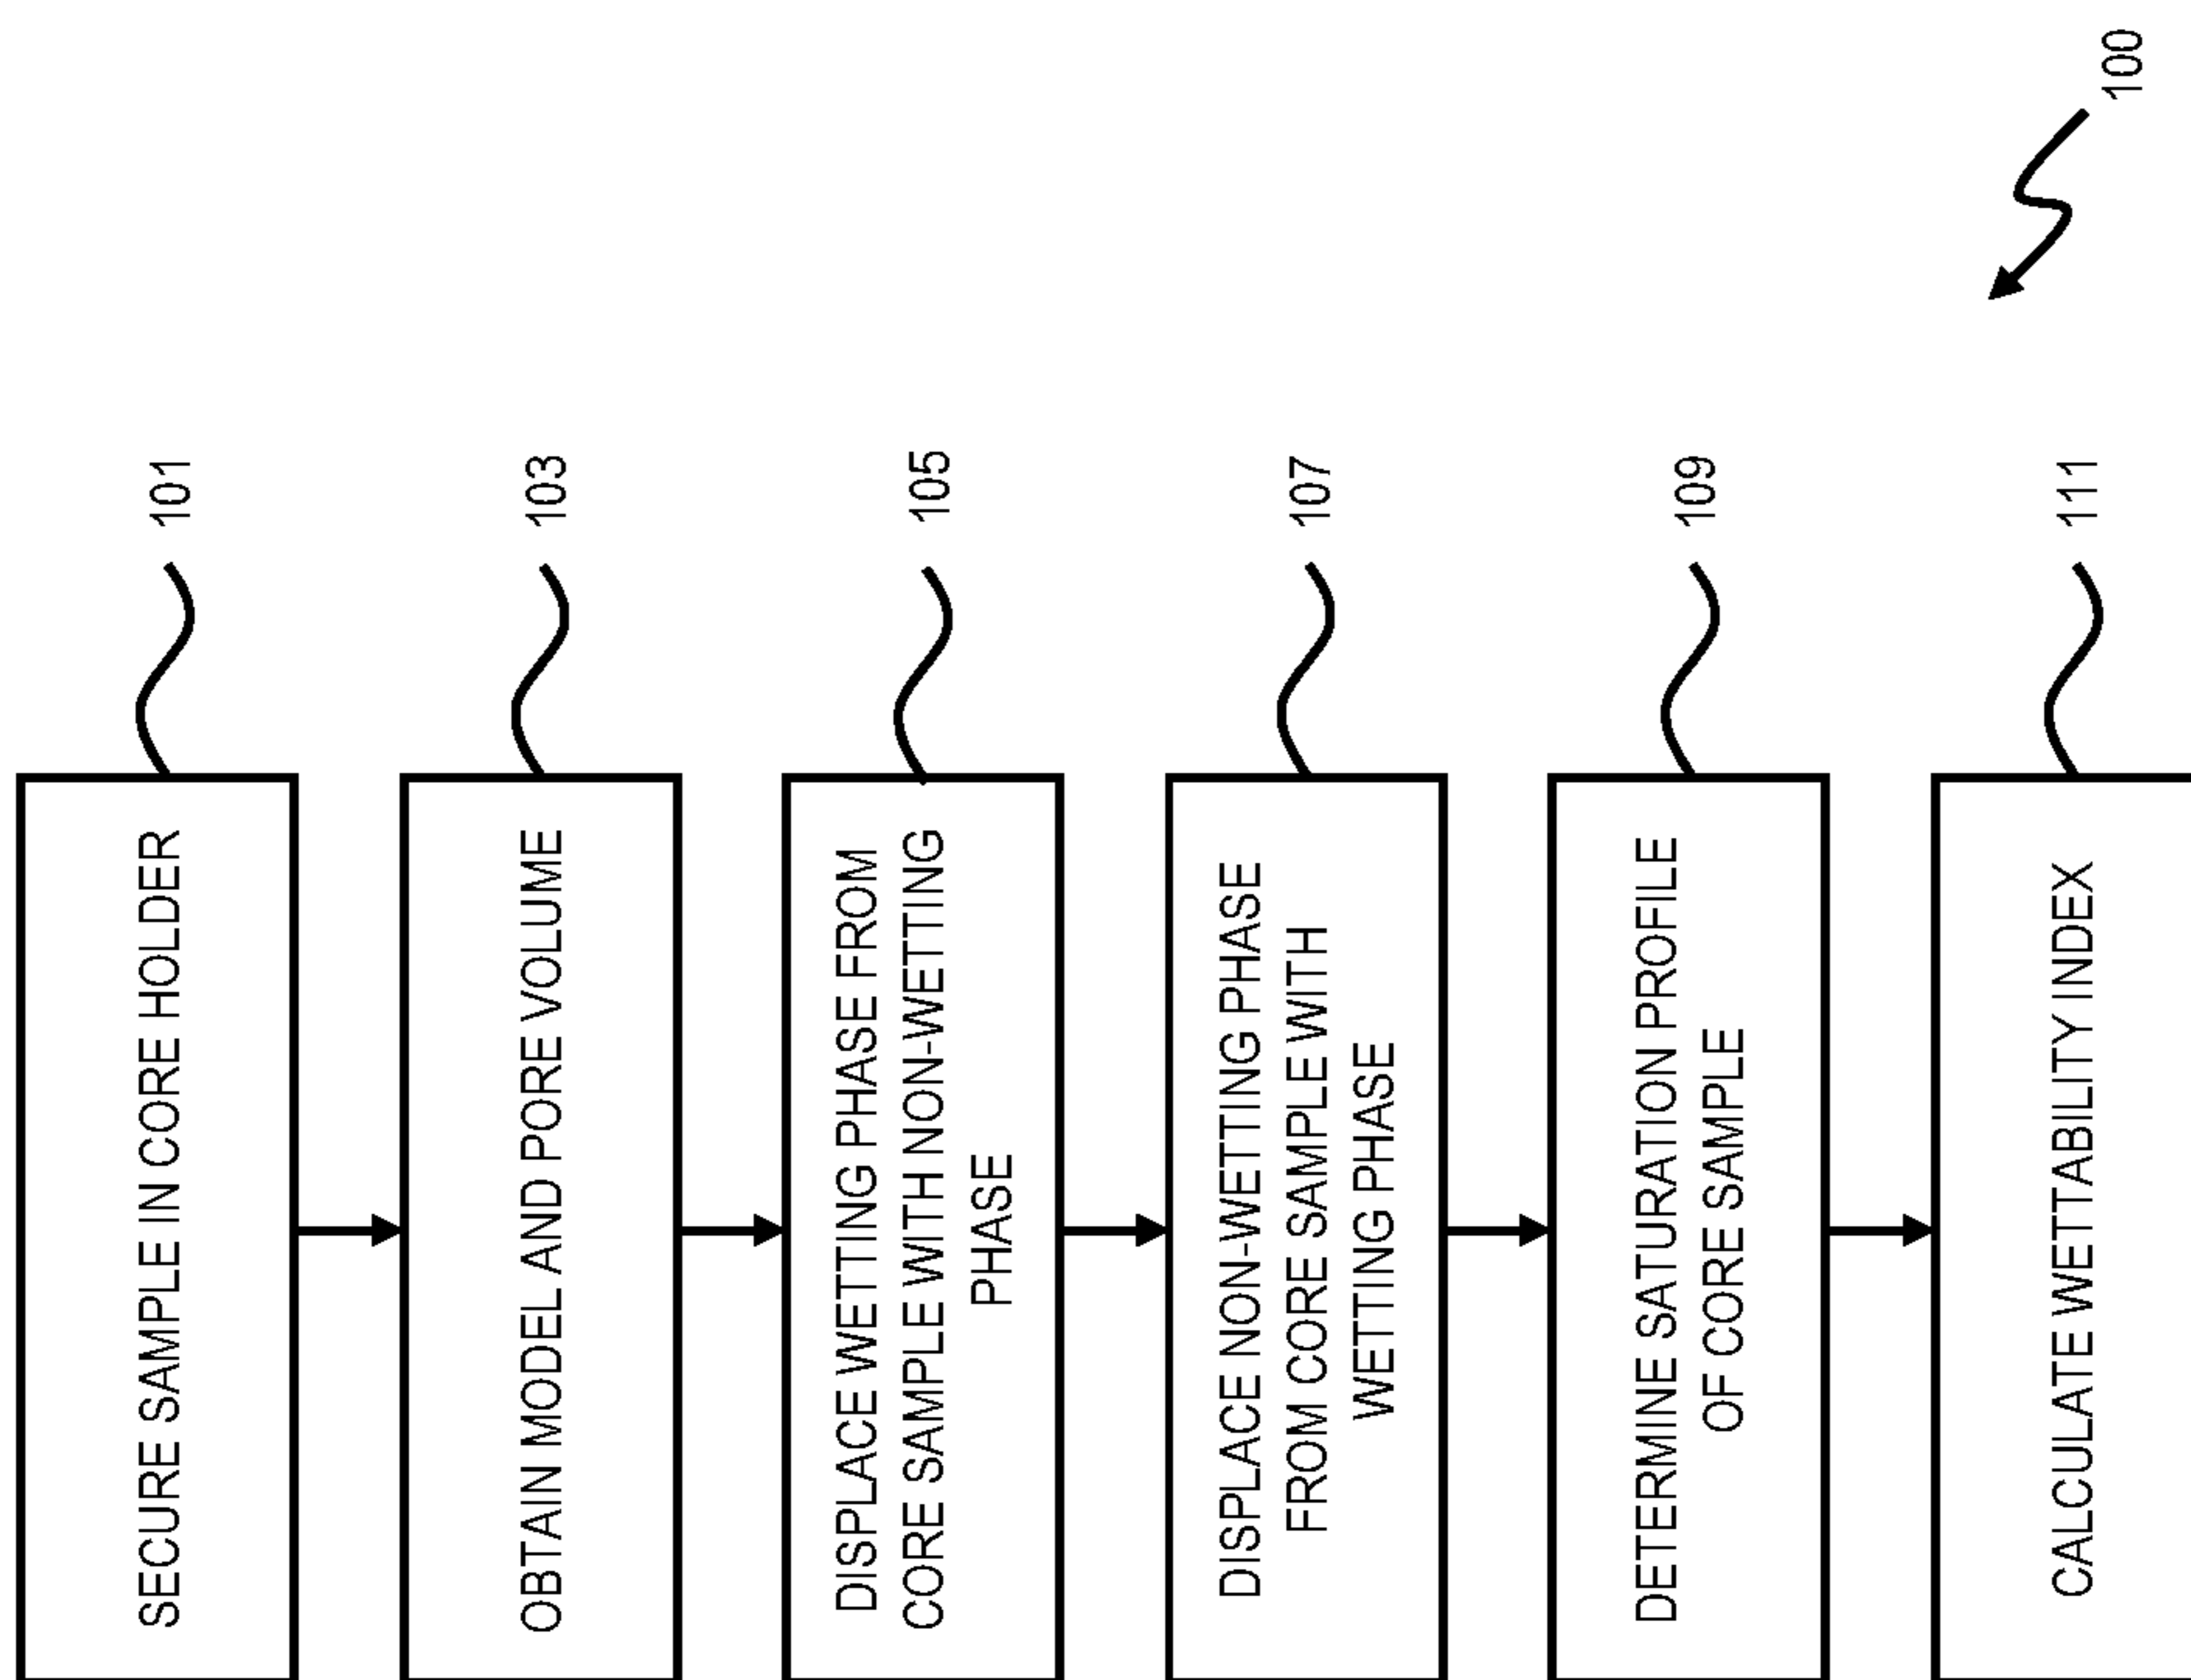 100
SECURE SAMPLE IN CORE HOLDER
101
OBTAIN MODEL AND PORE VOLUME
103
DISPLACE WETTING PHASE FROM
CORE SAMPLE WITH NON-WETTING
PHASE
105
DISPLACE NON-WETTING PHASE
FROM CORE SAMPLE WITH
WETTING PHASE
107
DETERMINE SATURATION PROFILE
OF CORE SAMPLE
109
CALCULATE WETTABILITY INDEX
111